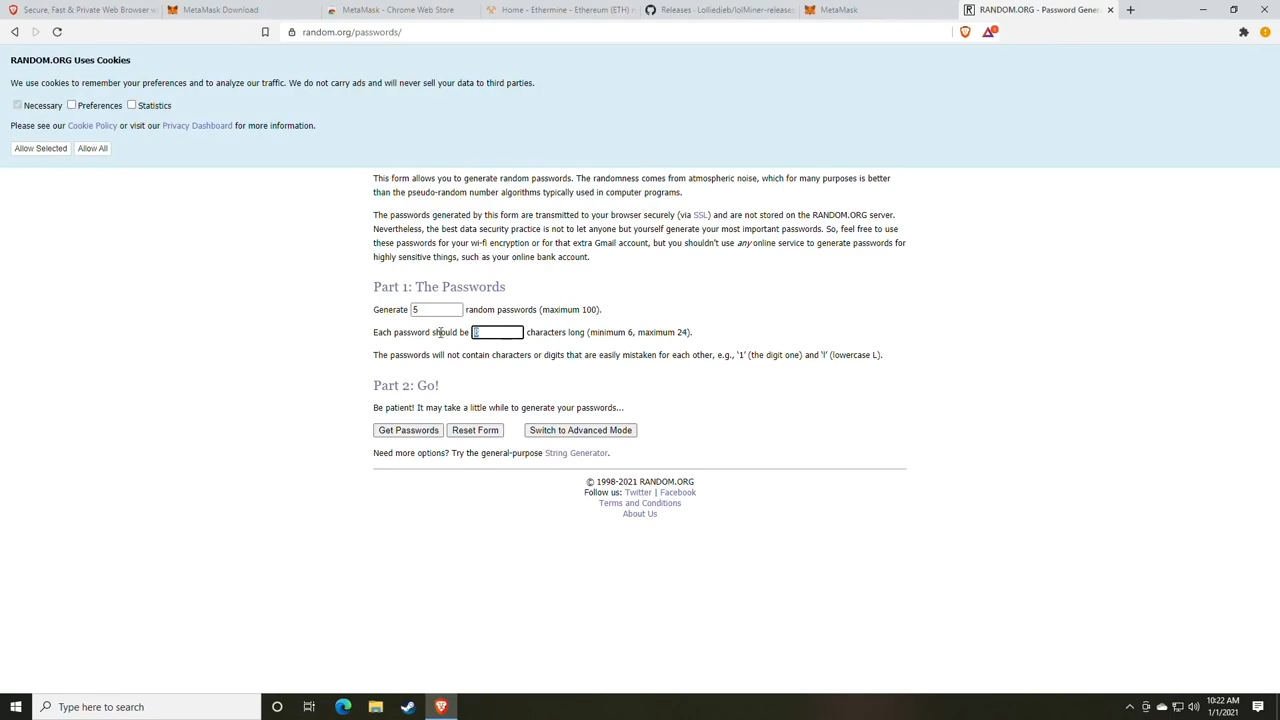 Secure, Fast & Private Web Browser w
MetaMask Download
MetaMask - Chrome Web Store
Home - Ethermine - Ethereum (ETH) n
Releases - Lolliedieb/lolMiner-releases
MetaMask
RANDOM.ORG - Password Gener
random.org/passwords/
RANDOM.ORG Uses Cookies
We use cookies to remember your preferences and to analyze our traffic. We do not carry ads and will never sell your data to third parties.
Necessary Preferences Statistics
Please see our Cookie Policy or visit our Privacy Dashboard for more information.
Allow Selected Allow All
This form allows you to generate random passwords. The randomness comes from atmospheric noise, which for many purposes is better
than the pseudo-random number algorithms typically used in computer programs.
The passwords generated by this form are transmitted to your browser securely (via SSL) and are not stored on the RANDOM.ORG server.
Nevertheless, the best data security practice is not to let anyone but yourself generate your most important passwords. So, feel free to use
these passwords for your wi-fi encryption or for that extra Gmail account, but you shouldn't use any online service to generate passwords for
highly sensitive things, such as your online bank account.
Part 1: The Passwords
Generate 5 random passwords (maximum 100).
Each password should be characters long (minimum 6, maximum 24).
The passwords will not contain characters or digits that are easily mistaken for each other, e.g., '1' (the digit one) and 'l' (lowercase L).
Part 2: Go!
Be patient! It may take a little while to generate your passwords...
Get Passwords Reset Form Switch to Advanced Mode
Need more options? Try the general-purpose String Generator.
© 1998-2021 RANDOM.ORG
Follow us: Twitter | Facebook
Terms and Conditions
About Us
Type here to search
10:22 AM
1/1/2021